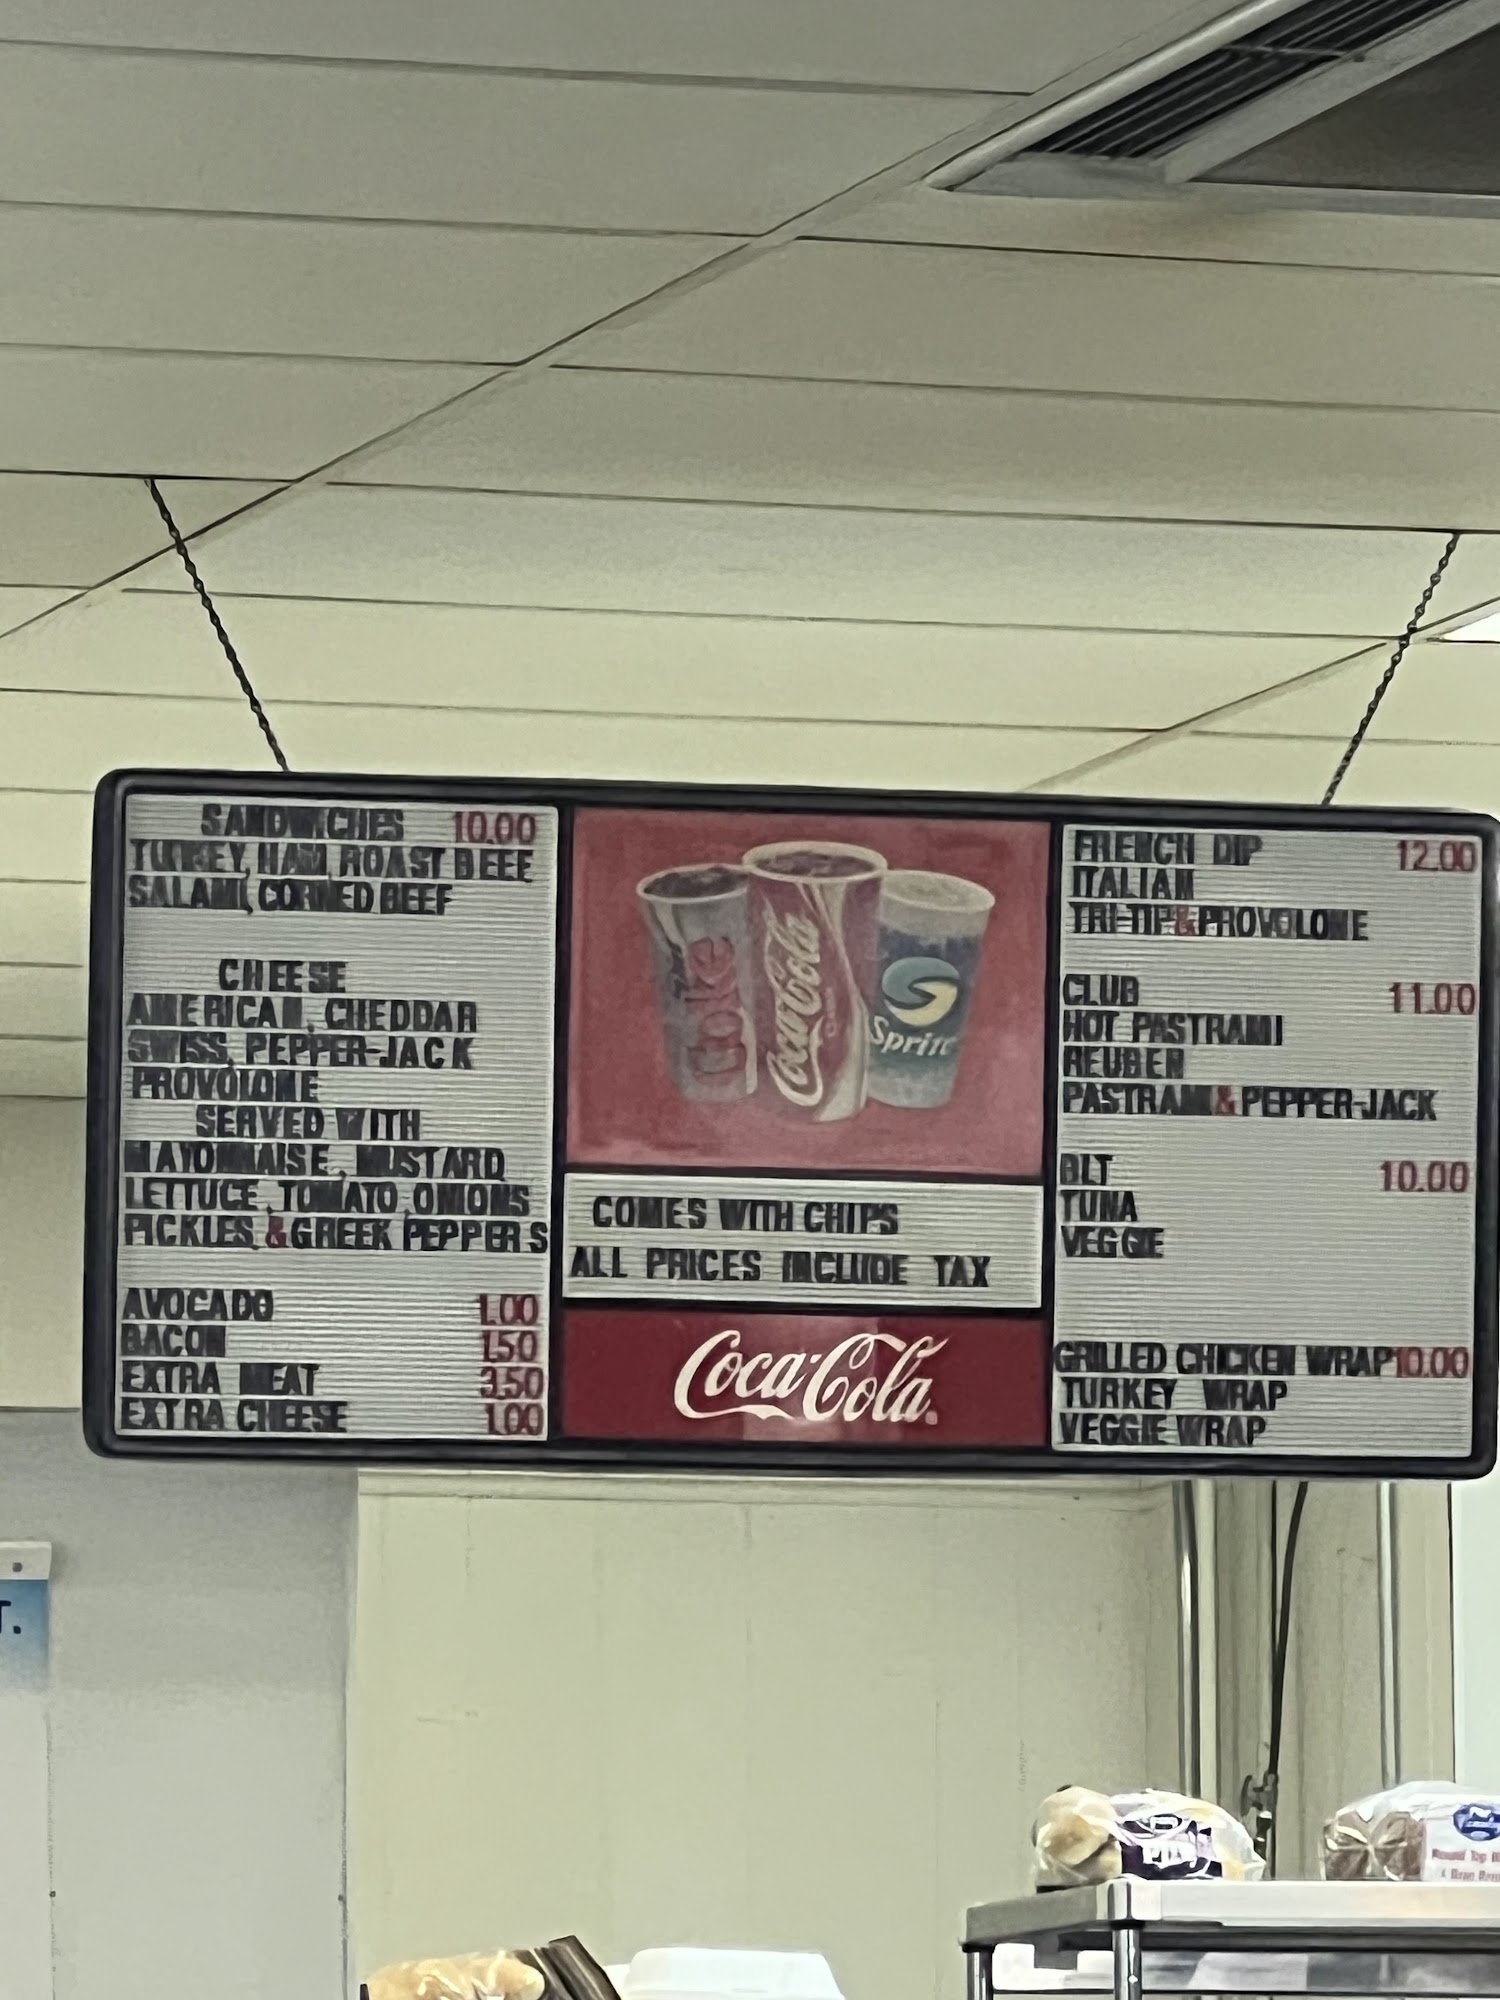 SANDWICHES 10.00
TURKEY, HAM, ROAST BEEF
SALAMI, CORNED BEEF
CHEESE
AMERICAN, CHEDDAR
SWISS, PEPPER-JACK
PROVOLONE
SERVED WITH
MAYONNAISE, MUSTARD
LETTUCE, TOMATO, ONIONS
PICKLES, & GREEK PEPPERS
AVOCADO 1.00
BACON 1.50
EXTRA MEAT 3.50
EXTRA CHEESE 1.00
Coke
Coca-Cola
Sprite
COMES WITH CHIPS
ALL PRICES INCLUDE TAX
Coca-Cola
FRENCH DIP 12.00
ITALIAN
TRI-TIP & PROVOLONE
CLUB 11.00
HOT PASTRAMI
REUBEN
PASTRAMI & PEPPER-JACK
BLT 10.00
TUNA
VEGGIE
GRILLED CHICKEN WRAP 10.00
TURKEY WRAP
VEGGIE WRAP
T.